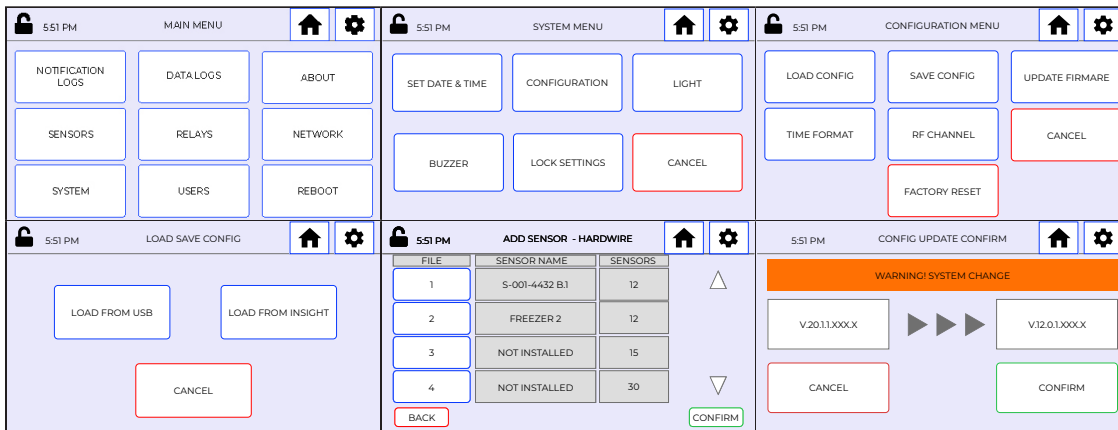 5:51 PM MAIN MENU
NOTIFICATION LOGS DATA LOGS ABOUT
SENSORS RELAYS NETWORK
SYSTEM USERS REBOOT
5:51 PM SYSTEM MENU
SET DATE & TIME CONFIGURATION LIGHT
BUZZER LOCK SETTINGS CANCEL
5:51 PM CONFIGURATION MENU
LOAD CONFIG SAVE CONFIG UPDATE FIRMARE
TIME FORMAT RF CHANNEL CANCEL
FACTORY RESET
5:51 PM LOAD SAVE CONFIG
LOAD FROM USB LOAD FROM INSIGHT
CANCEL
5:51 PM ADD SENSOR - HARDWIRE
FILE SENSOR NAME SENSORS
1 S-001-4432 B.1 12
2 FREEZER 2 12
3 NOT INSTALLED 15
4 NOT INSTALLED 30
BACK CONFIRM
5:51 PM CONFIG UPDATE CONFIRM
WARNING! SYSTEM CHANGE
V.20.1.1.XXX.X V.12.0.1.XXX.X
CANCEL CONFIRM